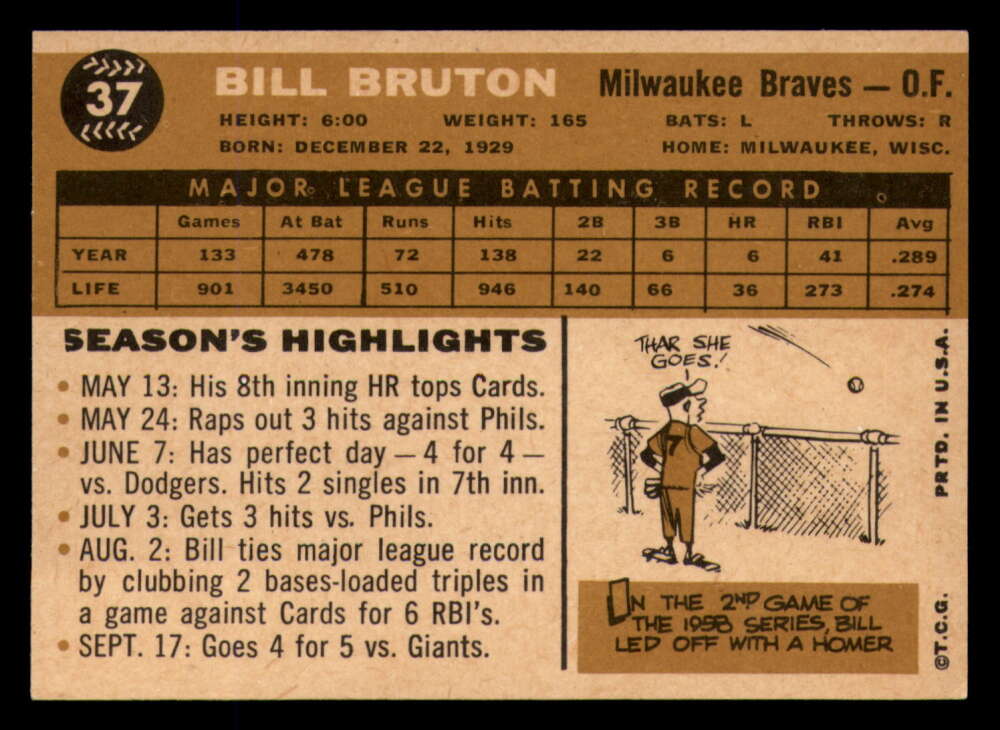 37
BILL BRUTON
Milwaukee Braves — O.F.
HEIGHT: 6:00 WEIGHT: 165 BATS: L THROWS: R
BORN: DECEMBER 22, 1929 HOME: MILWAUKEE, WISC.
MAJOR LEAGUE BATTING RECORD
Games At Bat Runs Hits 2B 3B HR RBI Avg
YEAR 133 478 72 138 22 6 6 41 .289
LIFE 901 3450 510 946 140 66 36 273 .274
SEASON'S HIGHLIGHTS
• MAY 13: His 8th inning HR tops Cards.
• MAY 24: Raps out 3 hits against Phils.
• JUNE 7: Has perfect day — 4 for 4 —
vs. Dodgers. Hits 2 singles in 7th inn.
• JULY 3: Gets 3 hits vs. Phils.
• AUG. 2: Bill ties major league record
by clubbing 2 bases-loaded triples in
a game against Cards for 6 RBI's.
• SEPT. 17: Goes 4 for 5 vs. Giants.
THAR SHE
GOES!
7
IN THE 2ND GAME OF
THE 1958 SERIES, BILL
LED OFF WITH A HOMER
PRTD. IN U.S.A.
©T.C.G.